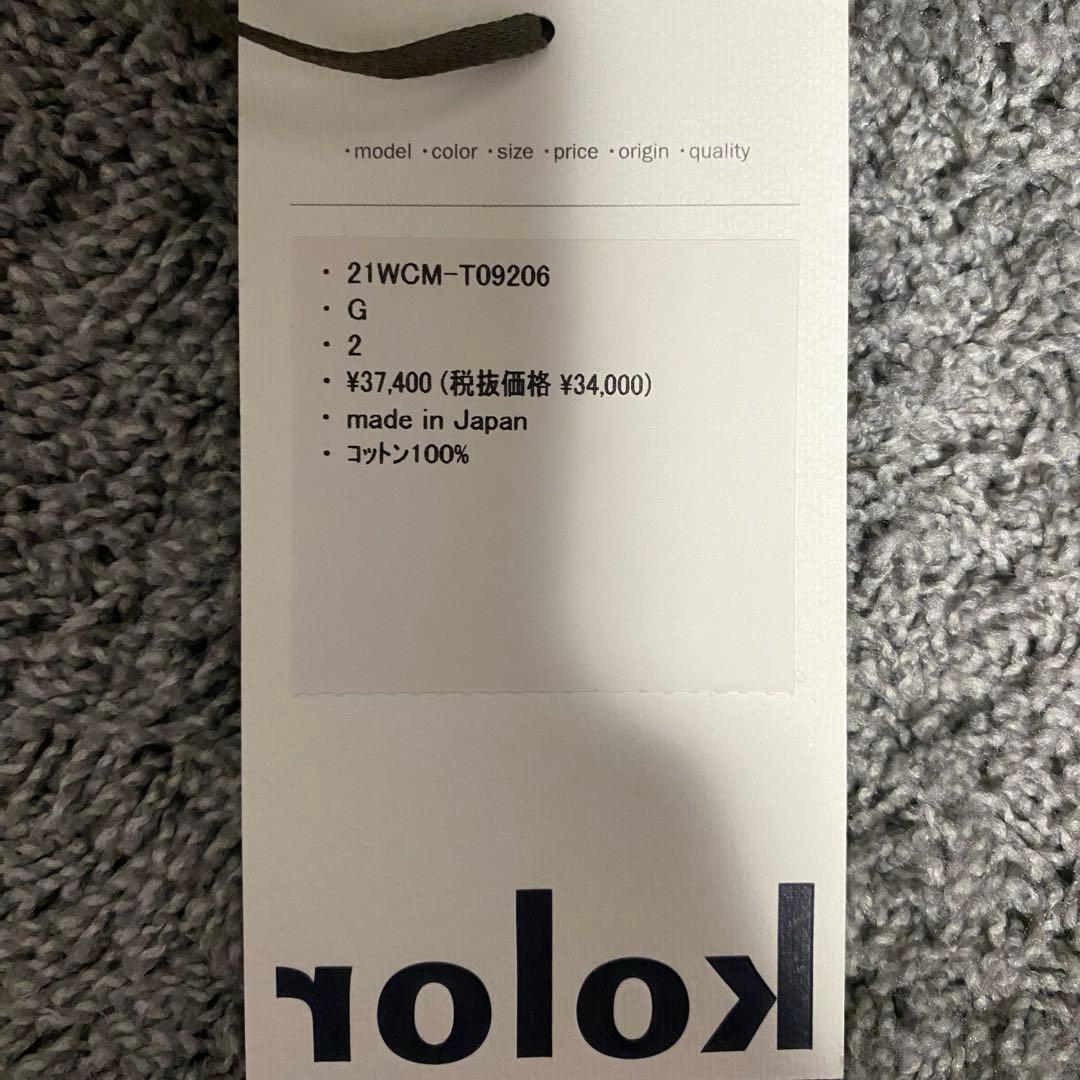 ・model ・color ・size ・price ・origin ・quality
・ 21WCM-T09206
・ G
・ 2
・ ¥37,400 (税抜価格 ¥34,000)
・ made in Japan
・ コットン100%
kolor